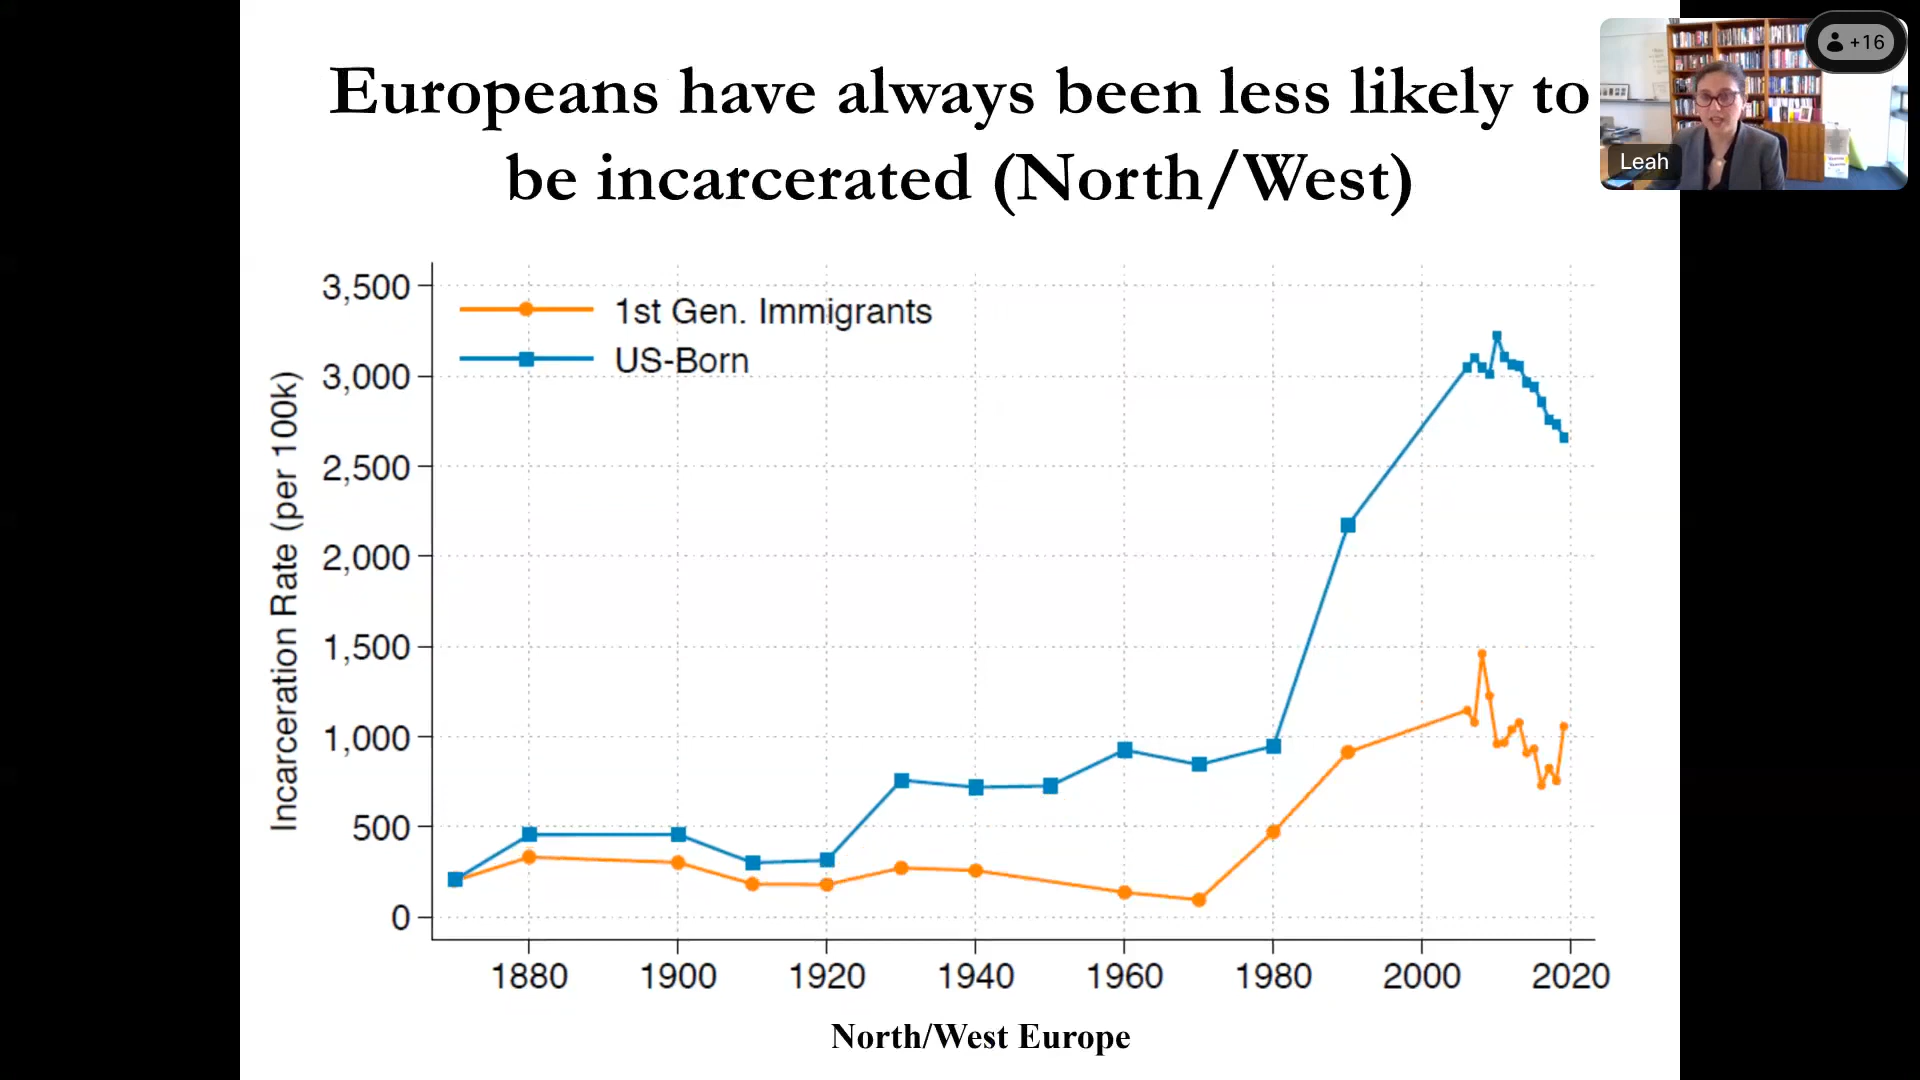 Europeans have always been less likely to
be incarcerated (North/West)
+16
Leah
1st Gen. Immigrants
US-Born
Incarceration Rate (per 100k)
3,500
3,000
2,500
2,000
1,500
1,000
500
0
1880 1900 1920 1940 1960 1980 2000 2020
North/West Europe